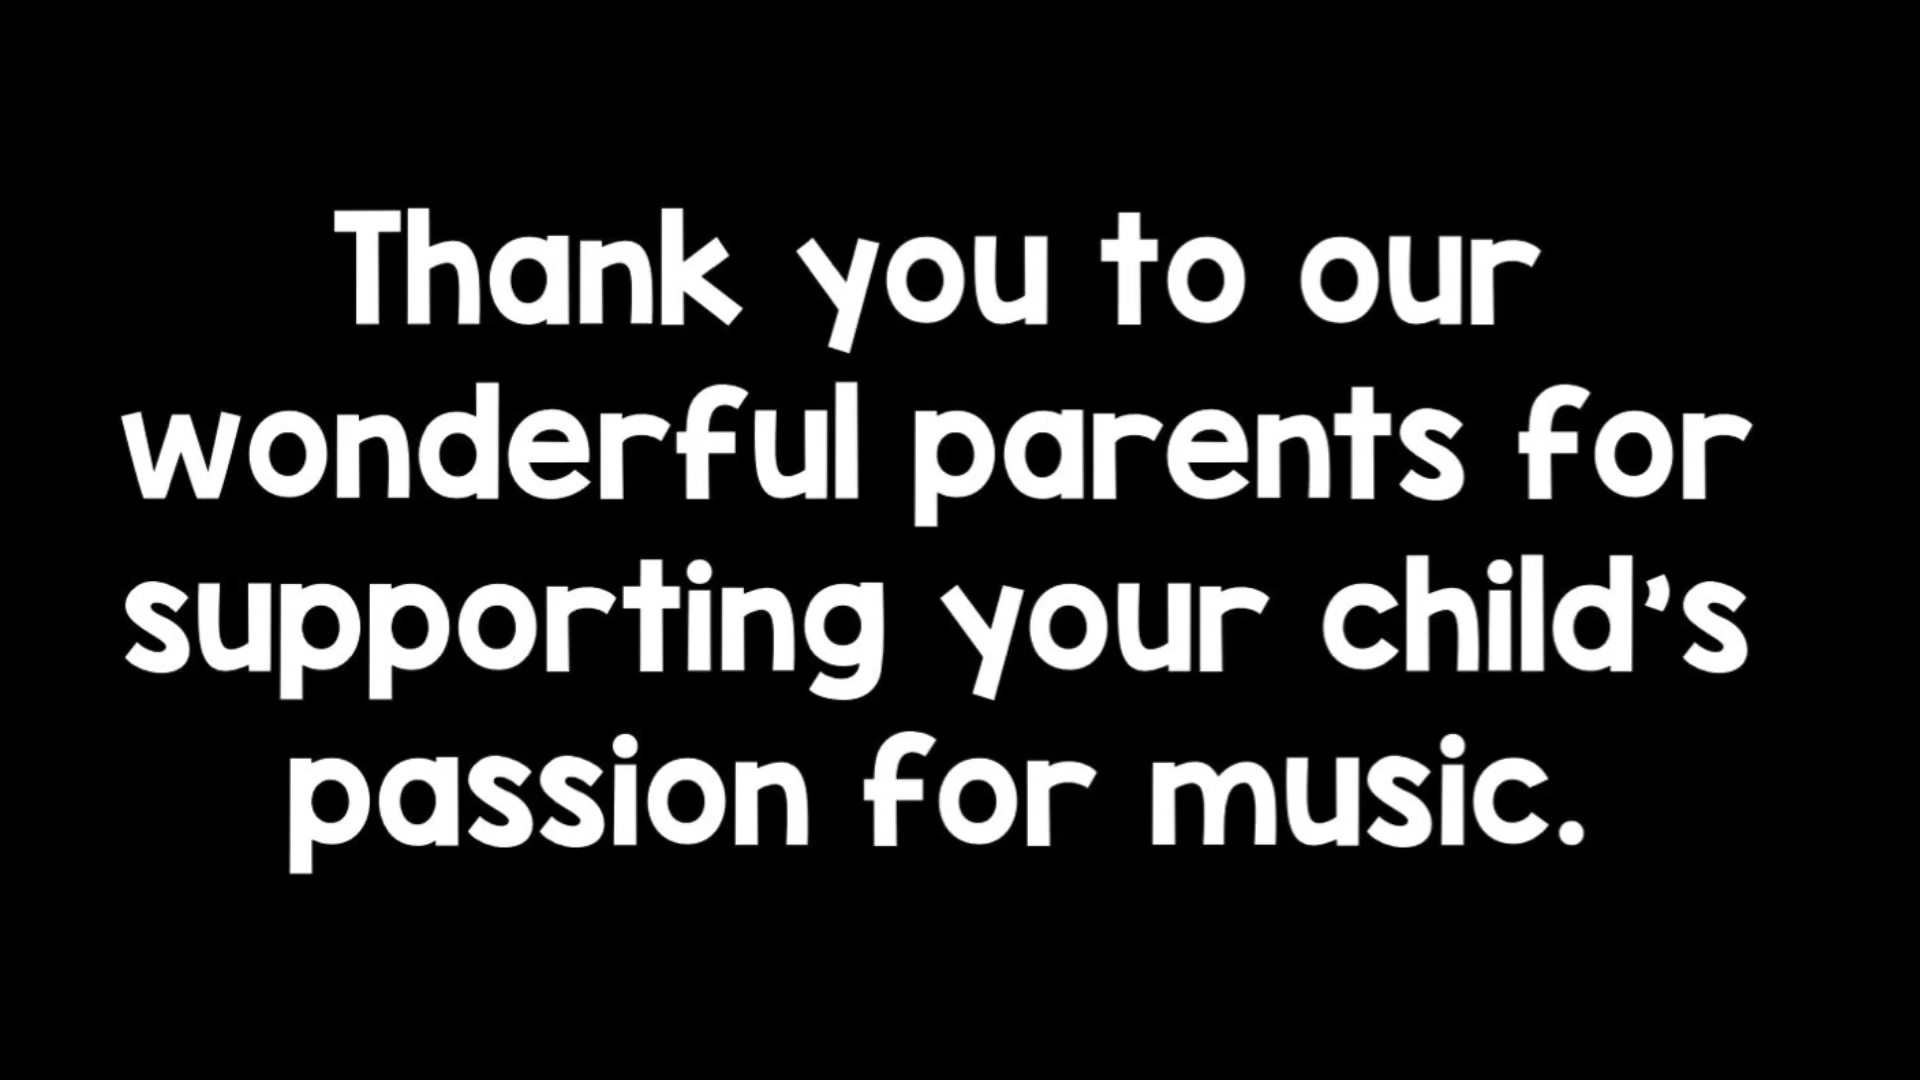 Thank you to our
wonderful parents for
supporting your child’s
passion for music.